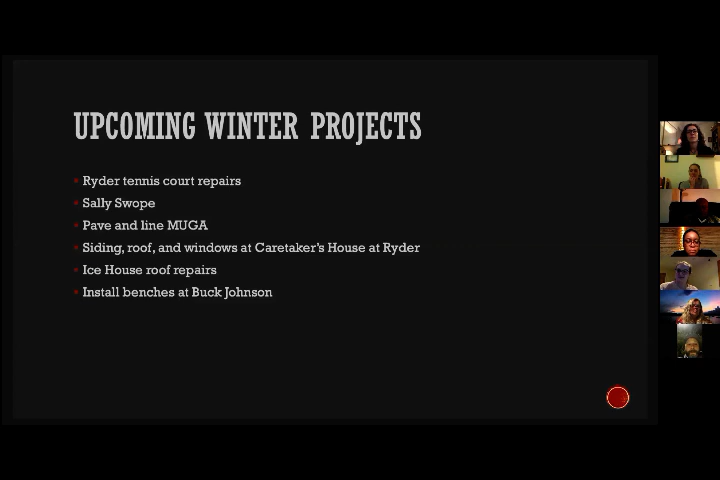 UPCOMING WINTER PROJECTS
Ryder tennis court repairs
Sally Swope
Pave and line MUGA
Siding, roof, and windows at Caretaker's House at Ryder
Ice House roof repairs
Install benches at Buck Johnson